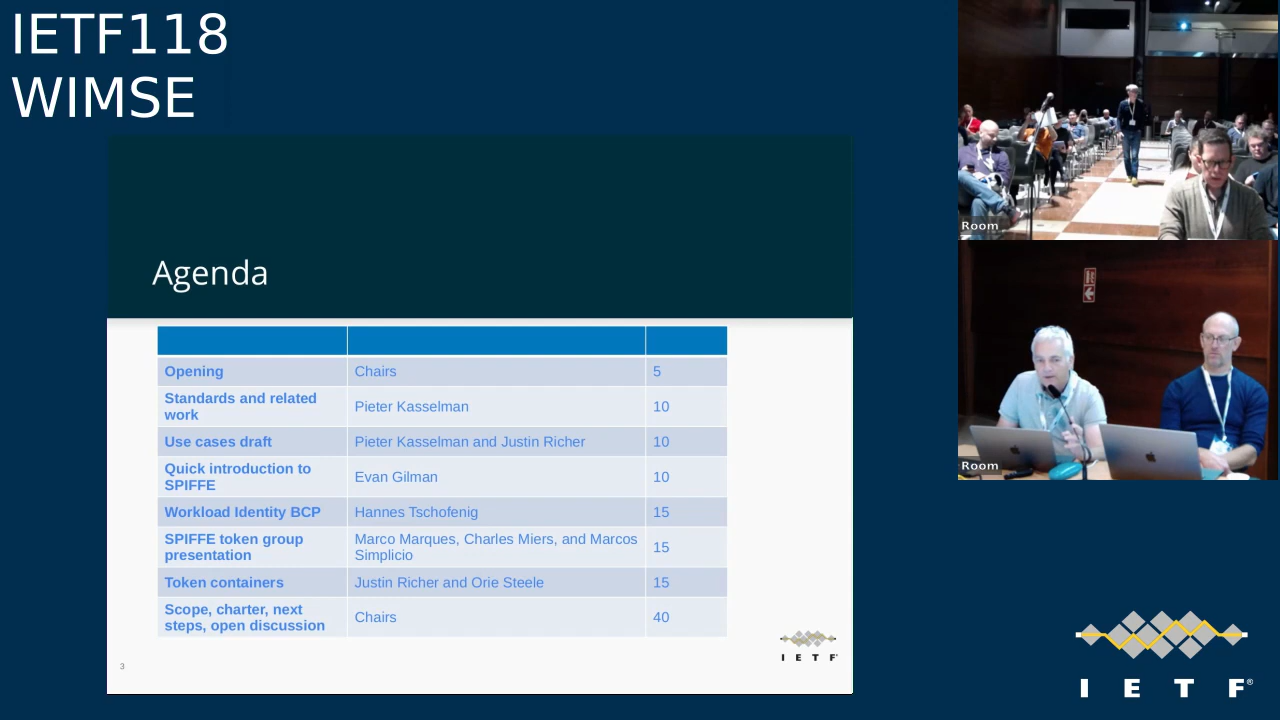 IETF118
WIMSE
Agenda
Opening
Chairs
5
Standards and related
work
Pieter Kasselman
10
Use cases draft
Pieter Kasselman and Justin Richer
10
Quick introduction to
SPIFFE
Evan Gilman
10
Workload Identity BCP
Hannes Tschofenig
15
SPIFFE token group
presentation
Marco Marques, Charles Miers, and Marcos
Simplicio
15
Token containers
Justin Richer and Orie Steele
15
Scope, charter, next
steps, open discussion
Chairs
40
3
I E T F®
Room
Room
I E T F®